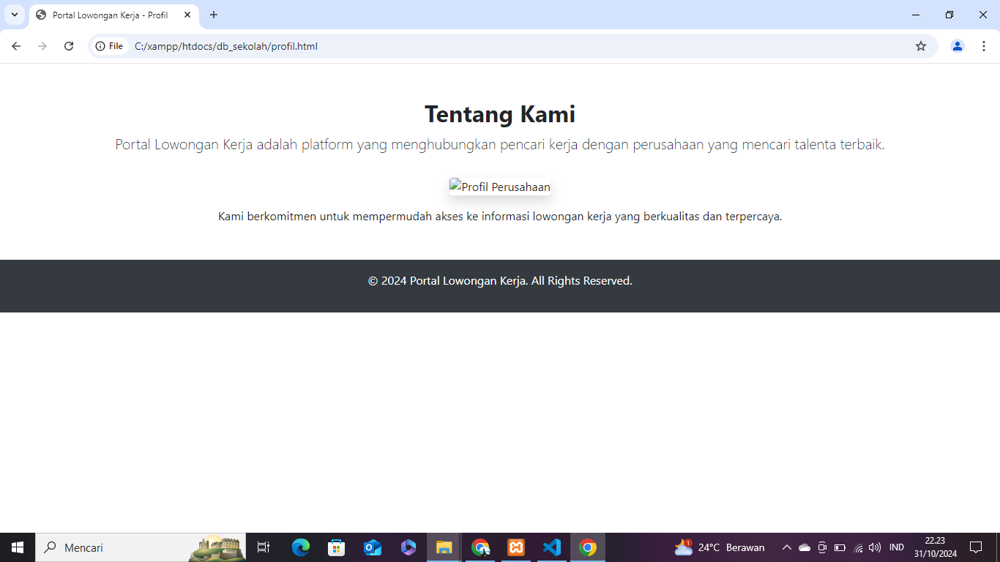 Portal Lowongan Kerja - Profil
File
C:/xampp/htdocs/db_sekolah/profil.html
Tentang Kami
Portal Lowongan Kerja adalah platform yang menghubungkan pencari kerja dengan perusahaan yang mencari talenta terbaik.
Profil Perusahaan
Kami berkomitmen untuk mempermudah akses ke informasi lowongan kerja yang berkualitas dan terpercaya.
© 2024 Portal Lowongan Kerja. All Rights Reserved.
Mencari
1
24°C Berawan
IND
22.23
31/10/2024